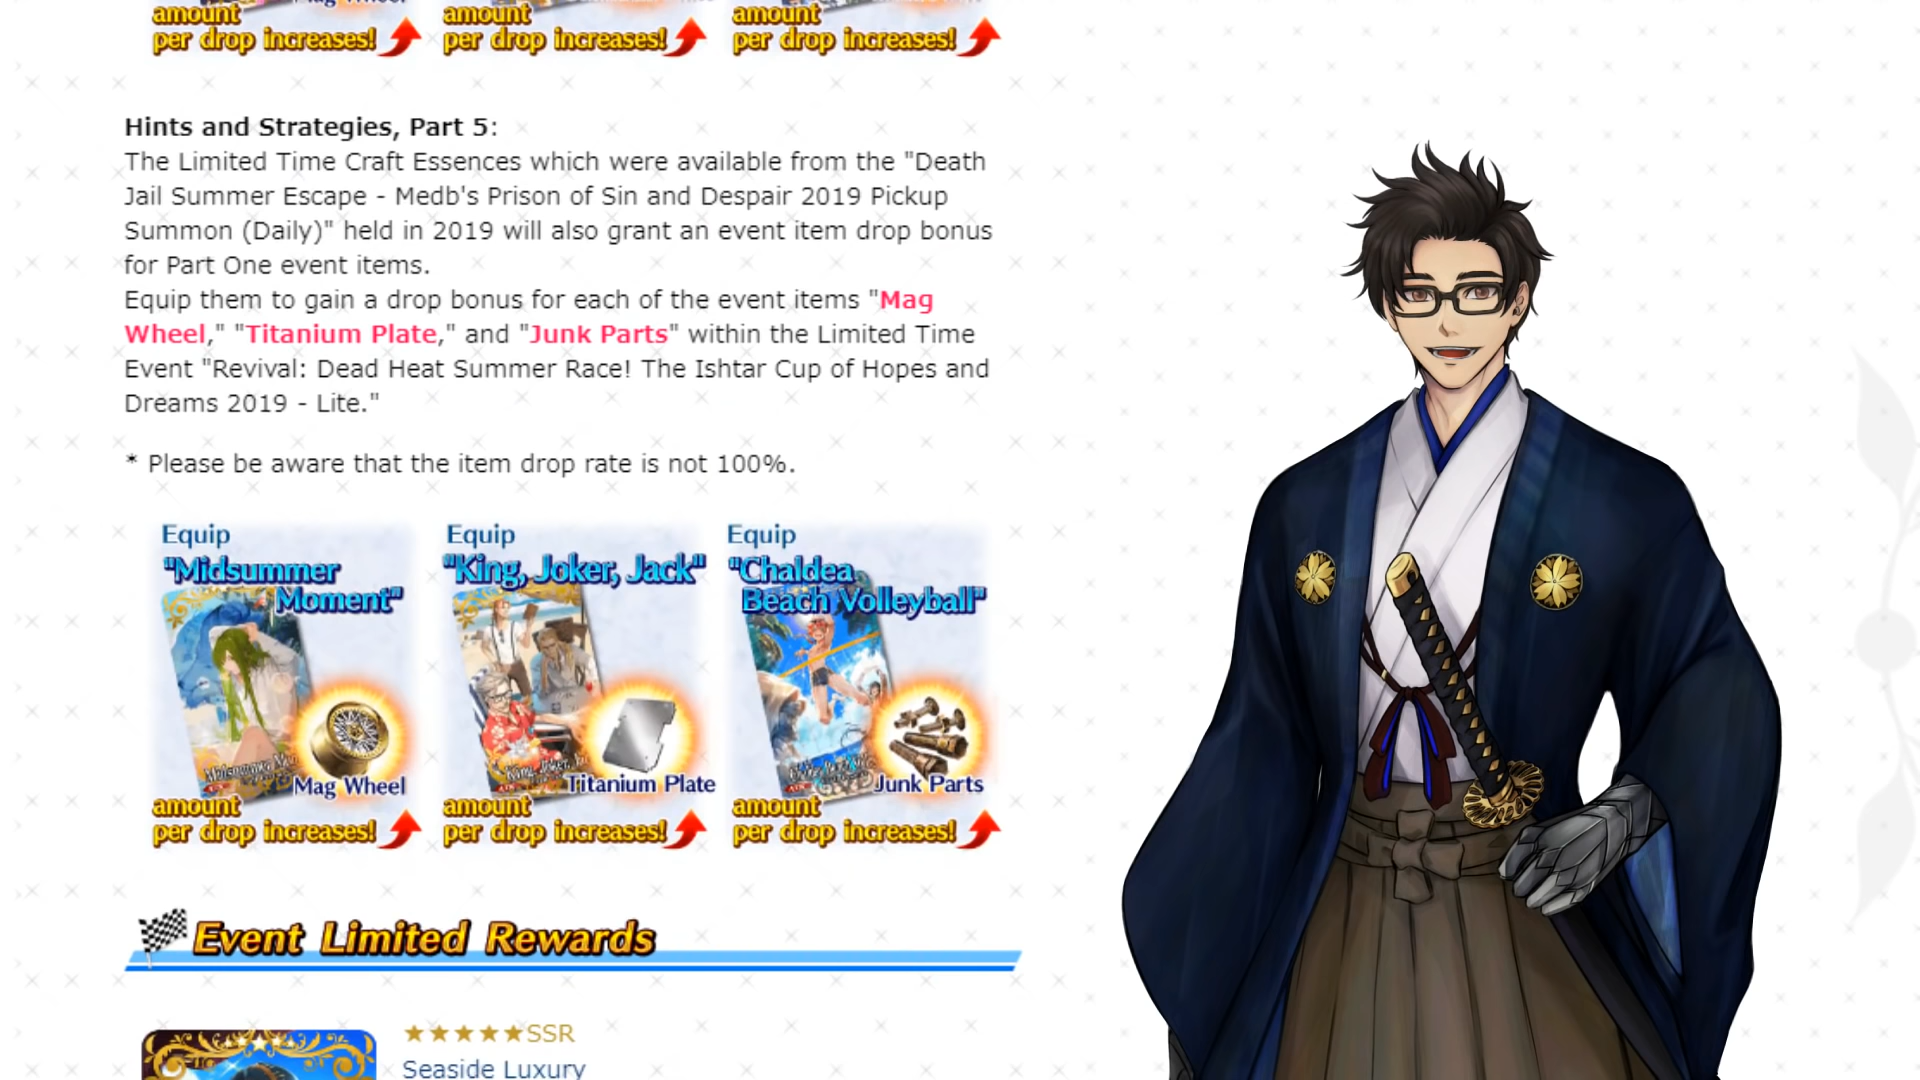 Mag Wheel
amount
per drop increases!
amount
per drop increases!
amount
per drop increases!
Hints and Strategies, Part 5:
The Limited Time Craft Essences which were available from the "Death
Jail Summer Escape - Medb's Prison of Sin and Despair 2019 Pickup
Summon (Daily)" held in 2019 will also grant an event item drop bonus
for Part One event items.
Equip them to gain a drop bonus for each of the event items "Mag
Wheel," "Titanium Plate," and "Junk Parts" within the Limited Time
Event "Revival: Dead Heat Summer Race! The Ishtar Cup of Hopes and
Dreams 2019 - Lite."
* Please be aware that the item drop rate is not 100%.
Equip
"Midsummer
Moment"
Mag Wheel
amount
per drop increases!
Equip
"King, Joker, Jack"
Titanium Plate
amount
per drop increases!
Equip
"Chaldea
Beach Volleyball"
Junk Parts
amount
per drop increases!
Event Limited Rewards
★★★★★SSR
Seaside Luxury